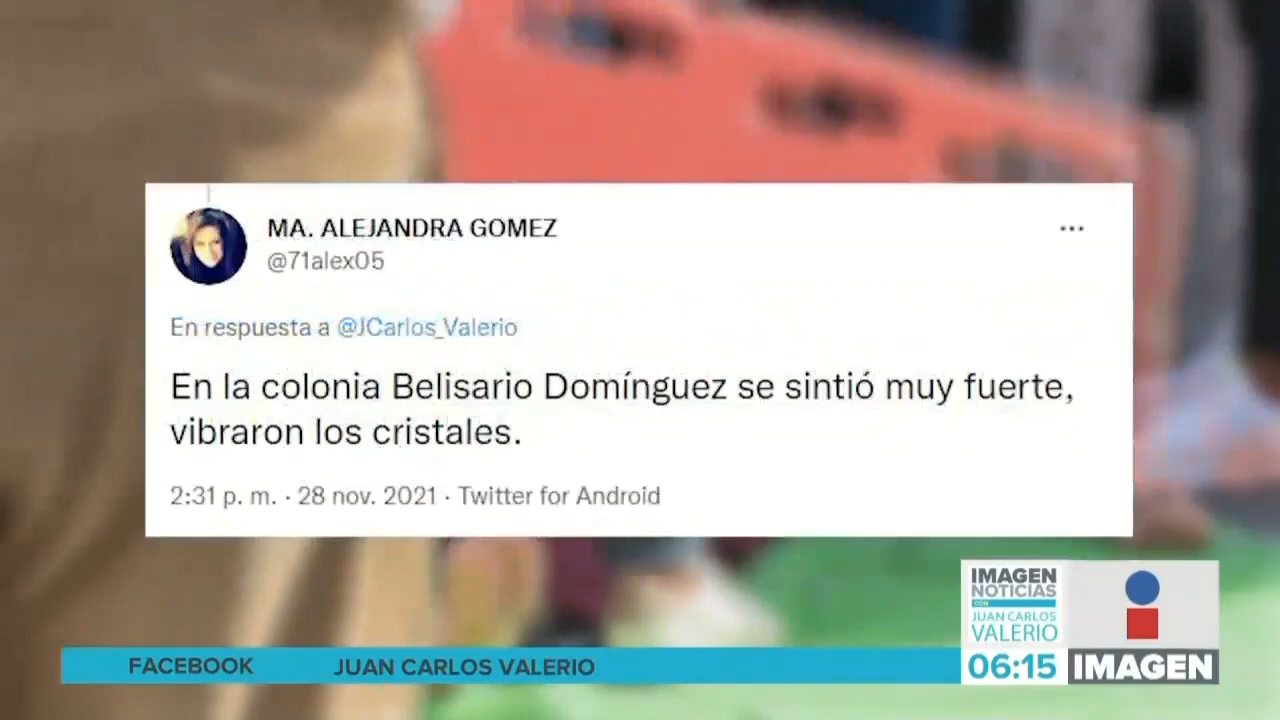 MA. ALEJANDRA GOMEZ
@71alex05
En respuesta a @JCarlos_Valerio
En la colonia Belisario Domínguez se sintió muy fuerte,
vibraron los cristales.
2:31 p. m. · 28 nov. 2021 · Twitter for Android
IMAGEN
NOTICIAS
CON
JUAN CARLOS
VALERIO
FACEBOOK JUAN CARLOS VALERIO
06:15
IMAGEN